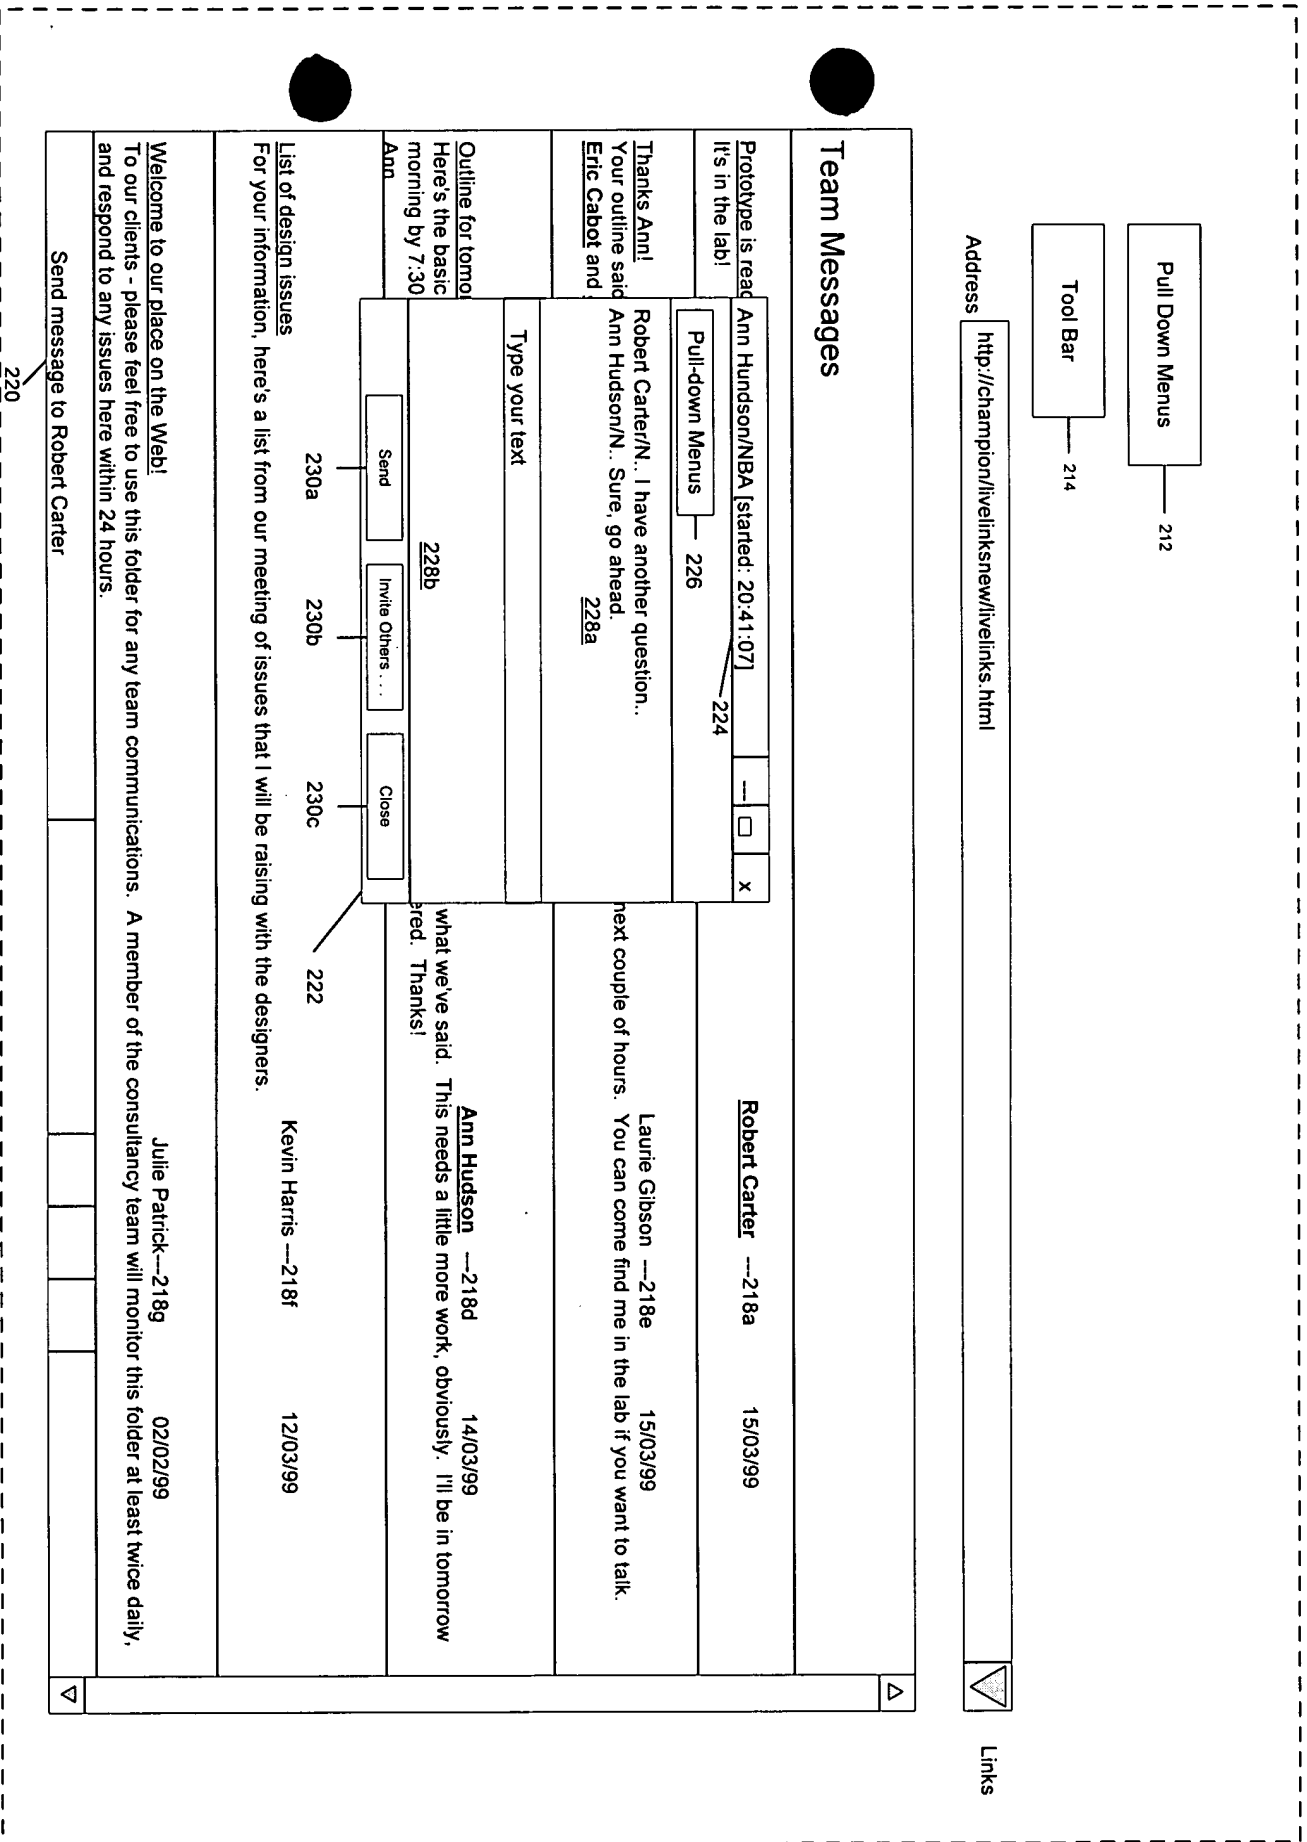 Pull Down Menus
212
Tool Bar
214
Address http://champion/livelinksnew/livelinks.html Links
Team Messages
Prototype is reac Robert Carter ---218a 15/03/99
It's in the lab!
Ann Hundson/NBA [started: 20:41:07] --- □ x
224
Pull-down Menus 226
Thanks Ann! Laurie Gibson ---218e 15/03/99
Your outline said next couple of hours. You can come find me in the lab if you want to talk.
Eric Cabot and
Robert Carter/N.. I have another question..
Ann Hudson/N.. Sure, go ahead.
228a
Type your text
Outline for tomor Ann Hudson ---218d 14/03/99
Here's the basic what we've said. This needs a little more work, obviously. I'll be in tomorrow
morning by 7:30 ered. Thanks!
Ann
228b
Send Invite Others . . . Close
230a 230b 230c 222
List of design issues Kevin Harris ---218f 12/03/99
For your information, here's a list from our meeting of issues that I will be raising with the designers.
Welcome to our place on the Web! Julie Patrick---218g 02/02/99
To our clients - please feel free to use this folder for any team communications. A member of the consultancy team will monitor this folder at least twice daily,
and respond to any issues here within 24 hours.
Send message to Robert Carter
220